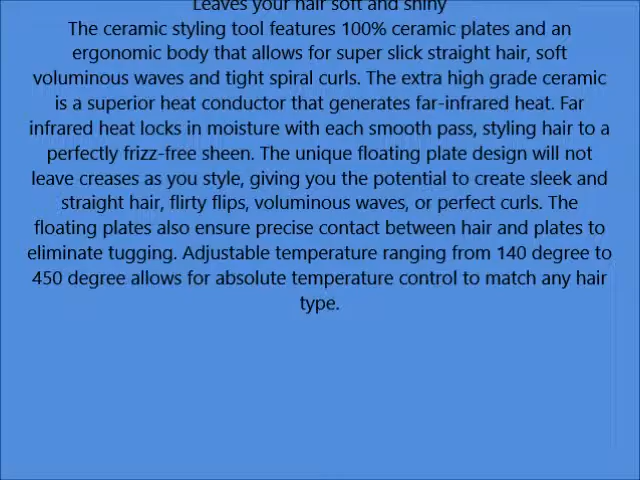 Leaves your hair soft and shiny
The ceramic styling tool features 100% ceramic plates and an
ergonomic body that allows for super slick straight hair, soft
voluminous waves and tight spiral curls. The extra high grade ceramic
is a superior heat conductor that generates far-infrared heat. Far
infrared heat locks in moisture with each smooth pass, styling hair to a
perfectly frizz-free sheen. The unique floating plate design will not
leave creases as you style, giving you the potential to create sleek and
straight hair, flirty flips, voluminous waves, or perfect curls. The
floating plates also ensure precise contact between hair and plates to
eliminate tugging. Adjustable temperature ranging from 140 degree to
450 degree allows for absolute temperature control to match any hair
type.